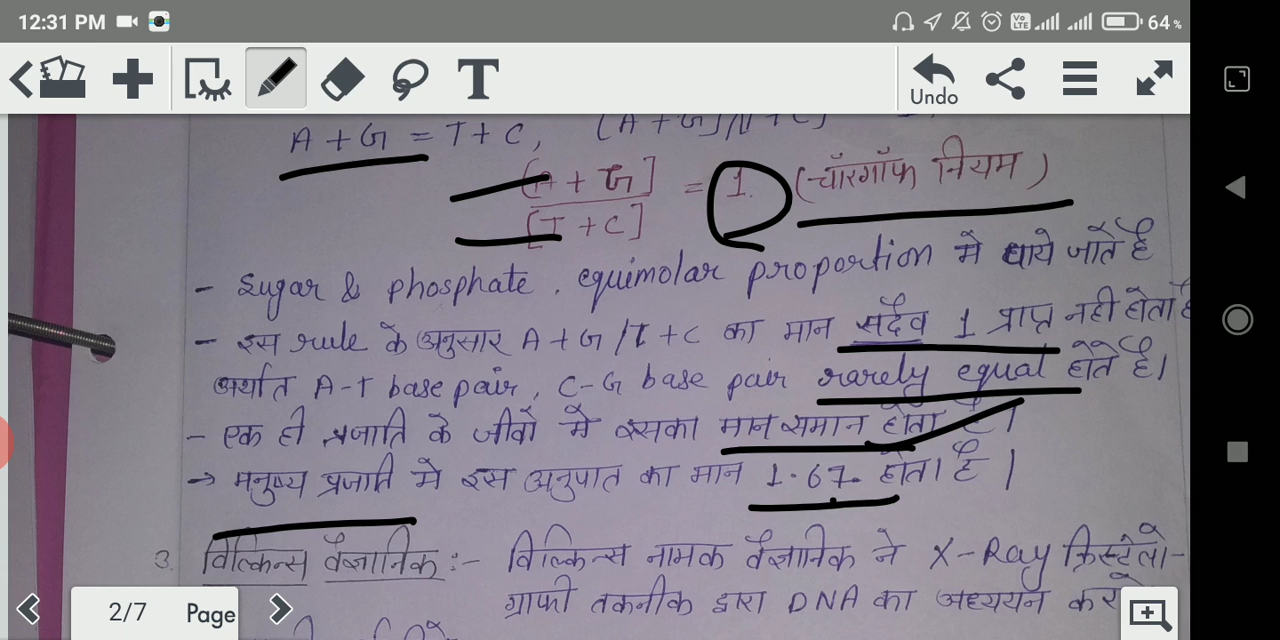 12:31 PM
Vo LTE
64%
Undo
A + G = T + C,
[A + G]
[T + C]
= 1. (चॉरगॉफ नियम)
- Sugar & phosphate. equimolar proportion में पाये जाते है
- इस rule के अनुसार A + G / T + C का मान सदैव 1 प्राप्त नही होता है
अर्थात A-T base pair, C-G base pair rarely equal होते है।
- एक ही प्रजाति के जीवों में इसका मान समान होता है।
→ मनुष्य प्रजाति में इस अनुपात का मान 1.67 होता है।
3. विल्किन्स वैज्ञानिक :- विल्किन्स नामक वैज्ञानिक ने X-Ray क्रिस्टेलो-
ग्राफी तकनीक द्वारा DNA का अध्ययन कर
2/7 Page